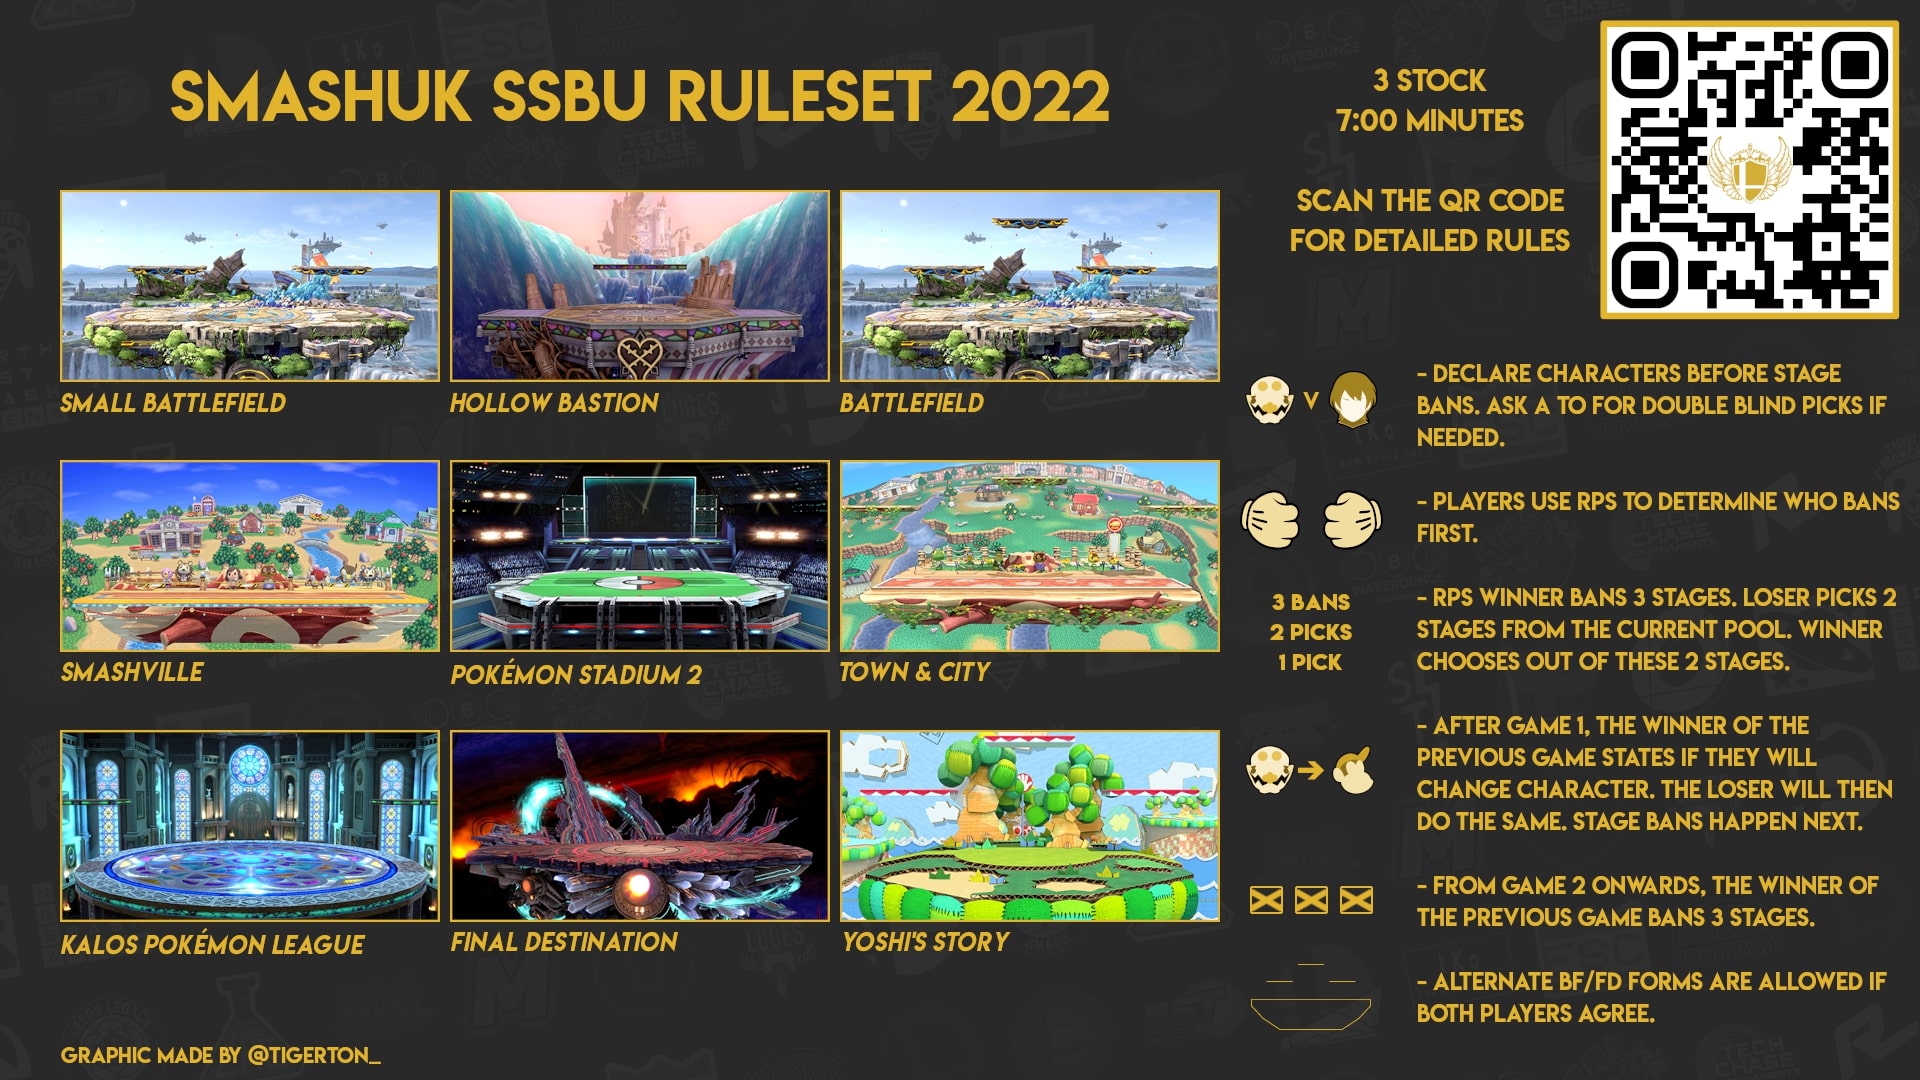 SMASHUK SSBU RULESET 2022
3 STOCK
7:00 MINUTES
SCAN THE QR CODE
FOR DETAILED RULES
SMALL BATTLEFIELD
HOLLOW BASTION
BATTLEFIELD
SMASHVILLE
POKÉMON STADIUM 2
TOWN & CITY
KALOS POKÉMON LEAGUE
FINAL DESTINATION
YOSHI'S STORY
V
- DECLARE CHARACTERS BEFORE STAGE
BANS. ASK A TO FOR DOUBLE BLIND PICKS IF
NEEDED.
- PLAYERS USE RPS TO DETERMINE WHO BANS
FIRST.
3 BANS
2 PICKS
1 PICK
- RPS WINNER BANS 3 STAGES. LOSER PICKS 2
STAGES FROM THE CURRENT POOL. WINNER
CHOOSES OUT OF THESE 2 STAGES.
- AFTER GAME 1, THE WINNER OF THE
PREVIOUS GAME STATES IF THEY WILL
CHANGE CHARACTER. THE LOSER WILL THEN
DO THE SAME. STAGE BANS HAPPEN NEXT.
- FROM GAME 2 ONWARDS, THE WINNER OF
THE PREVIOUS GAME BANS 3 STAGES.
- ALTERNATE BF/FD FORMS ARE ALLOWED IF
BOTH PLAYERS AGREE.
GRAPHIC MADE BY @TIGERTON_